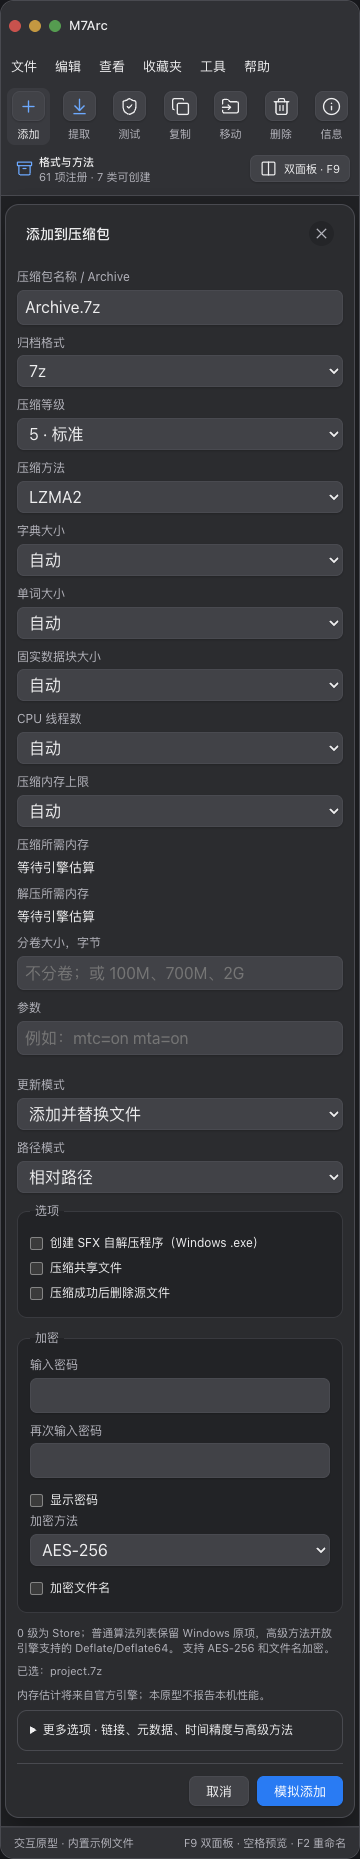 M7Arc
文件 编辑 查看 收藏夹 工具 帮助
添加 提取 测试 复制 移动 删除 信息
格式与方法
61 项注册 · 7 类可创建
双面板 · F9
添加到压缩包
压缩包名称 / Archive
Archive.7z
归档格式
7z
压缩等级
5 · 标准
压缩方法
LZMA2
字典大小
自动
单词大小
自动
固实数据块大小
自动
CPU 线程数
自动
压缩内存上限
自动
压缩所需内存
等待引擎估算
解压所需内存
等待引擎估算
分卷大小，字节
不分卷；或 100M、700M、2G
参数
例如：mtc=on mta=on
更新模式
添加并替换文件
路径模式
相对路径
选项
创建 SFX 自解压程序（Windows .exe）
压缩共享文件
压缩成功后删除源文件
加密
输入密码
再次输入密码
显示密码
加密方法
AES-256
加密文件名
0 级为 Store；普通算法列表保留 Windows 原项，高级方法开放
引擎支持的 Deflate/Deflate64。 支持 AES-256 和文件名加密。
已选：project.7z
内存估计将来自官方引擎；本原型不报告本机性能。
更多选项 · 链接、元数据、时间精度与高级方法
取消 模拟添加
交互原型 · 内置示例文件 F9 双面板 · 空格预览 · F2 重命名